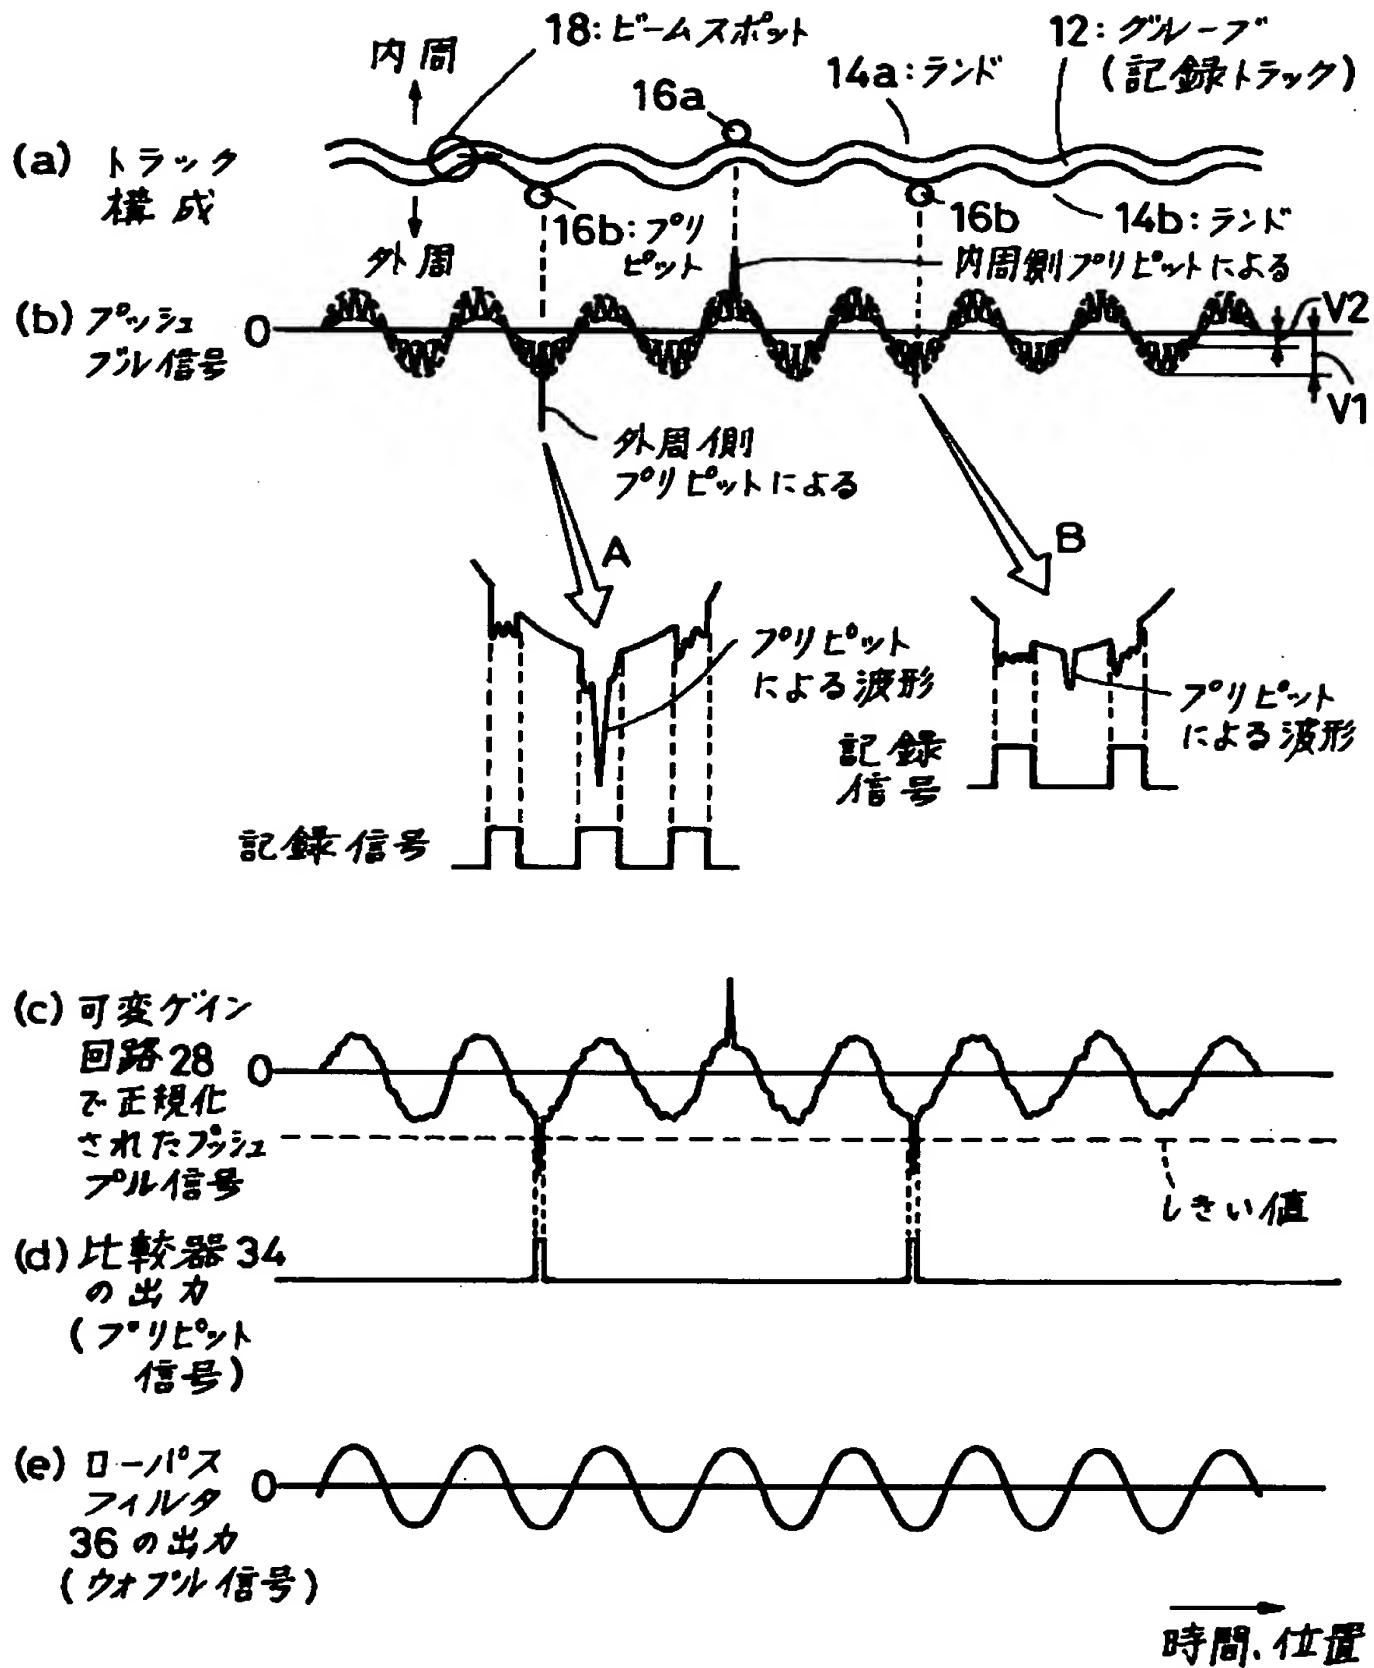 18:ビームスポット
12:グルーブ
(記録トラック)
内周
14a:ランド
16a
(a) トラック
構成
16b:プリ
ピット
16b
14b:ランド
外周
内周側プリピットによる
(b) プッシュ
プル信号
0
V2
V1
外周側
プリピットによる
A
B
プリピット
による波形
プリピット
による波形
記録
信号
記録信号
(c) 可変ゲイン
回路28
で正規化
されたプッシュ
プル信号
0
しきい値
(d) 比較器34
の出力
(プリピット
信号)
(e) ローパス
フィルタ
36の出力
(ウォブル信号)
0
時間、位置